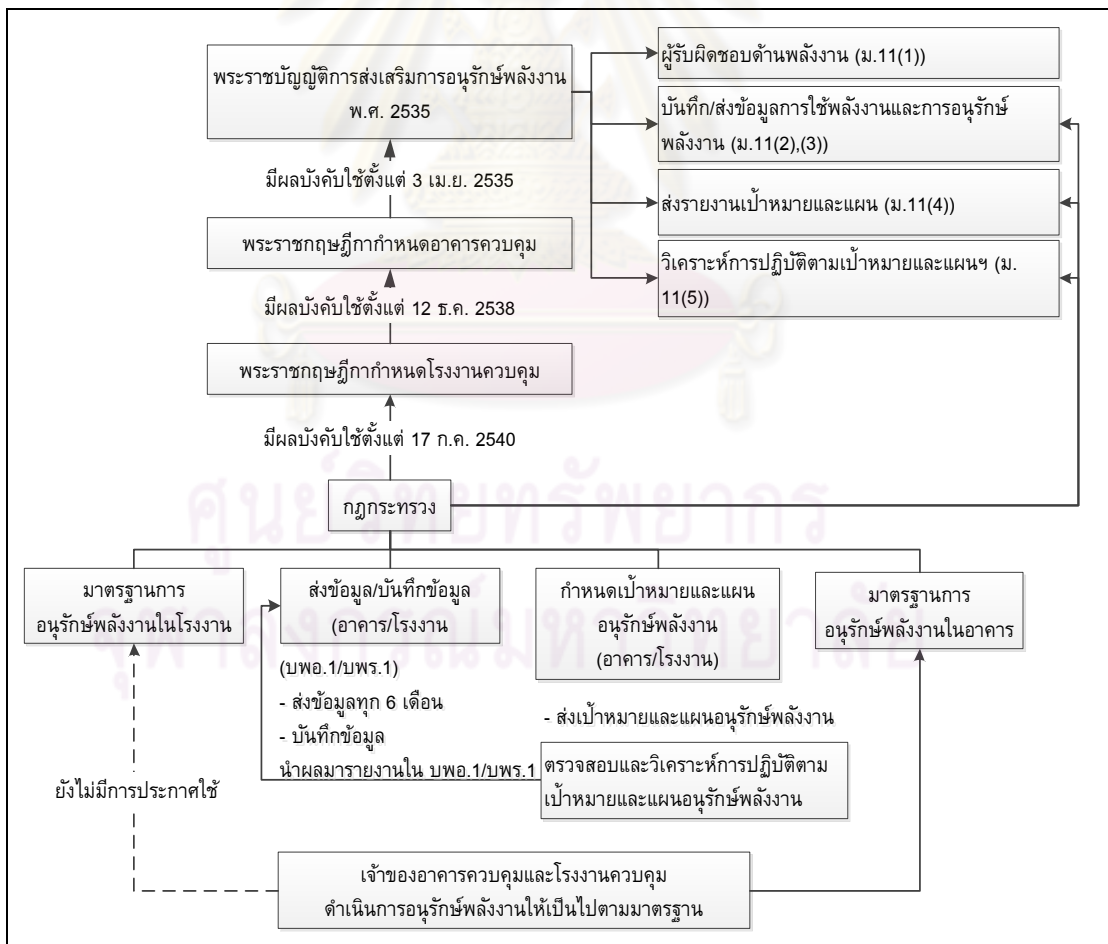 พระราชบัญญัติการส่งเสริมการอนุรักษ์พลังงาน
พ.ศ. 2535
ผู้รับผิดชอบด้านพลังงาน (ม.11(1))
บันทึก/ส่งข้อมูลการใช้พลังงานและการอนุรักษ์
พลังงาน (ม.11(2),(3))
ส่งรายงานเป้าหมายและแผน (ม.11(4))
วิเคราะห์การปฏิบัติตามเป้าหมายและแผนฯ (ม.
11(5))
มีผลบังคับใช้ตั้งแต่ 3 เม.ย. 2535
พระราชกฤษฎีกากำหนดอาคารควบคุม
มีผลบังคับใช้ตั้งแต่ 12 ธ.ค. 2538
พระราชกฤษฎีกากำหนดโรงงานควบคุม
มีผลบังคับใช้ตั้งแต่ 17 ก.ค. 2540
กฎกระทรวง
ศูนย์วิทยทรัพยากร
จุฬาลงกรณ์มหาวิทยาลัย
มาตรฐานการ
อนุรักษ์พลังงานในโรงงาน
ส่งข้อมูล/บันทึกข้อมูล
(อาคาร/โรงงาน
(บพอ.1/บพร.1)
- ส่งข้อมูลทุก 6 เดือน
- บันทึกข้อมูล
นำผลมารายงานใน บพอ.1/บพร.1
กำหนดเป้าหมายและแผน
อนุรักษ์พลังงาน
(อาคาร/โรงงาน)
- ส่งเป้าหมายและแผนอนุรักษ์พลังงาน
ตรวจสอบและวิเคราะห์การปฏิบัติตาม
เป้าหมายและแผนอนุรักษ์พลังงาน
มาตรฐานการ
อนุรักษ์พลังงานในอาคาร
ยังไม่มีการประกาศใช้
เจ้าของอาคารควบคุมและโรงงานควบคุม
ดำเนินการอนุรักษ์พลังงานให้เป็นไปตามมาตรฐาน